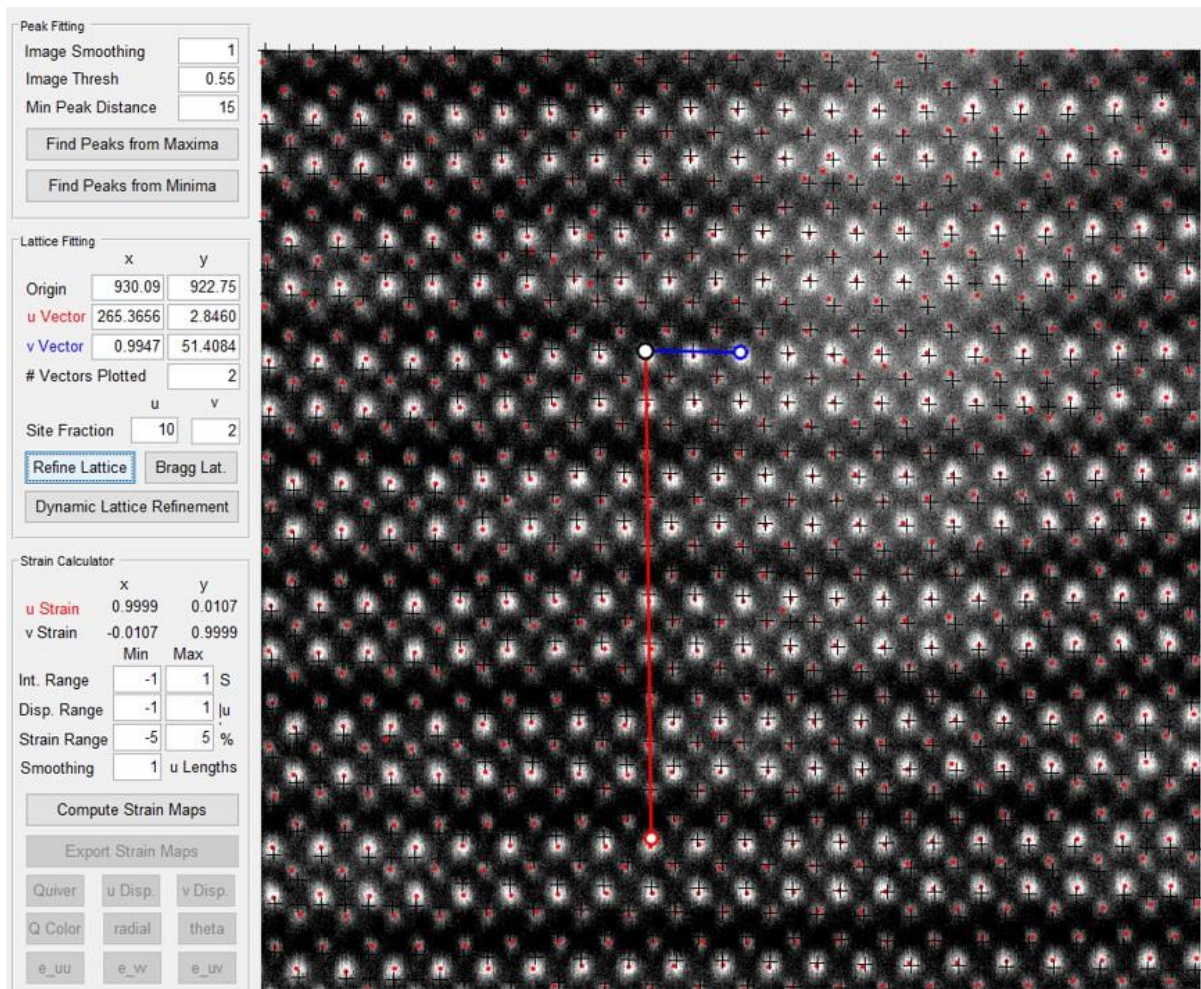 Peak Fitting
Image Smoothing 1
Image Thresh 0.55
Min Peak Distance 15
Find Peaks from Maxima
Find Peaks from Minima
Lattice Fitting
x y
Origin 930.09 922.75
u Vector 265.3656 2.8460
v Vector 0.9947 51.4084
# Vectors Plotted 2
u v
Site Fraction 10 2
Refine Lattice Bragg Lat.
Dynamic Lattice Refinement
Strain Calculator
x y
u Strain 0.9999 0.0107
v Strain -0.0107 0.9999
Min Max
Int. Range -1 1 S
Disp. Range -1 1 |u
Strain Range -5 5 %
Smoothing 1 u Lengths
Compute Strain Maps
Export Strain Maps
Quiver u Disp. v Disp.
Q Color radial theta
e_uu e_vv e_uv